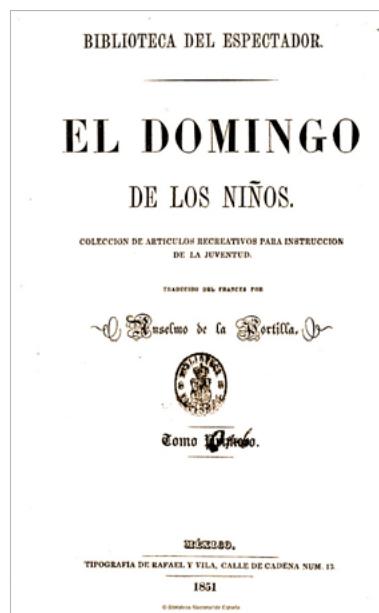 BIBLIOTECA DEL ESPECTADOR.
EL DOMINGO
DE LOS NIÑOS.
COLECCION DE ARTICULOS RECREATIVOS PARA INSTRUCCION
DE LA JUVENTUD.
TRADUCIDO DEL FRANCES POR
Anselmo de la Portilla.
BIBLIOTECA
Tomo
MÉXICO.
TIPOGRAFIA DE RAFAEL Y VILA, CALLE DE CADENA NUM. 13
1851
© Biblioteca Nacional de España